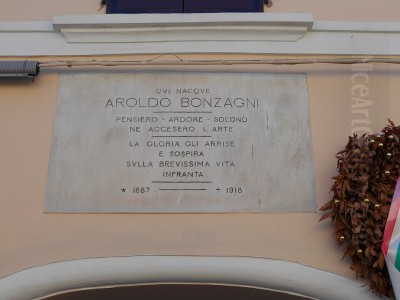 QVI NACQVE
AROLDO BONZAGNI
PENSIERO - ARDORE - SDEGNO
NE ACCESERO L'ARTE
LA GLORIA GLI ARRISE
E SOSPIRA
SVLLA BREVISSIMA VITA
INFRANTA
* 1887 † 1918